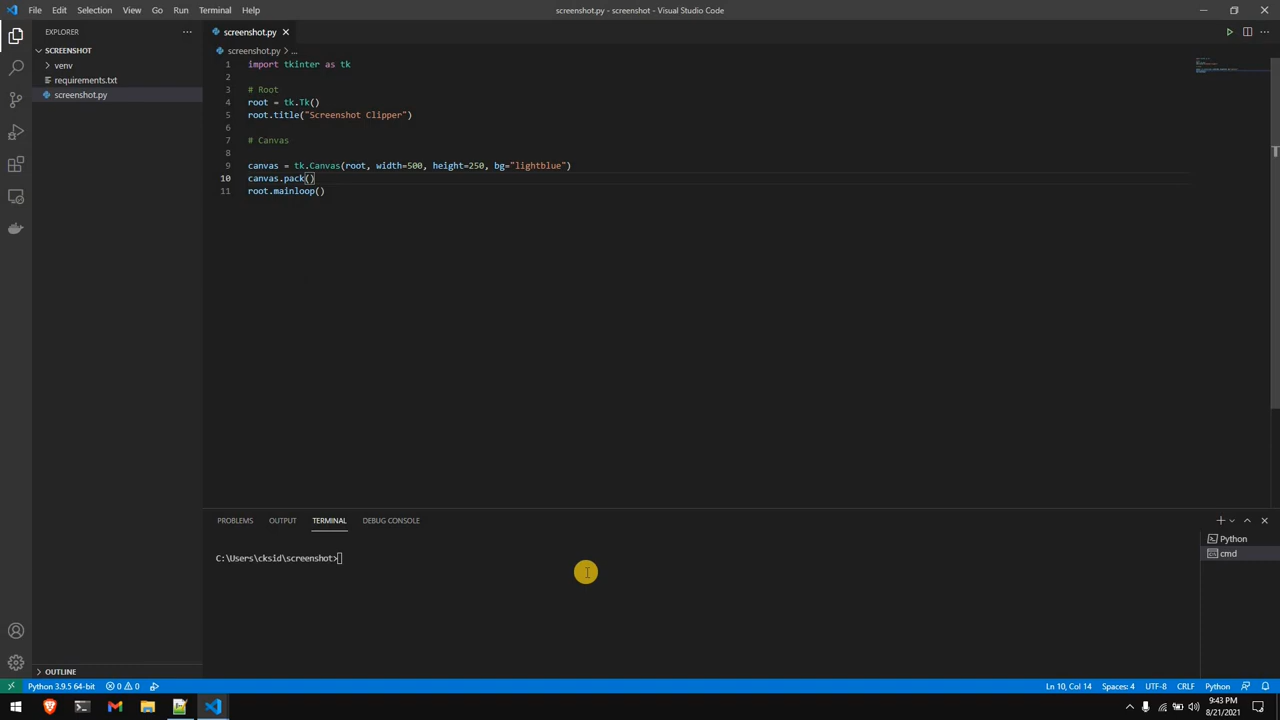 File Edit Selection View Go Run Terminal Help
screenshot.py - screenshot - Visual Studio Code
EXPLORER
SCREENSHOT
venv
requirements.txt
screenshot.py
screenshot.py
screenshot.py > ...
1 import tkinter as tk
2
3 # Root
4 root = tk.Tk()
5 root.title("Screenshot Clipper")
6
7 # Canvas
8
9 canvas = tk.Canvas(root, width=500, height=250, bg="lightblue")
10 canvas.pack()
11 root.mainloop()
PROBLEMS OUTPUT TERMINAL DEBUG CONSOLE
Python
cmd
C:\Users\cksid\screenshot>
OUTLINE
Python 3.9.5 64-bit 0 0 Ln 10, Col 14 Spaces: 4 UTF-8 CRLF Python
9:43 PM
8/21/2021